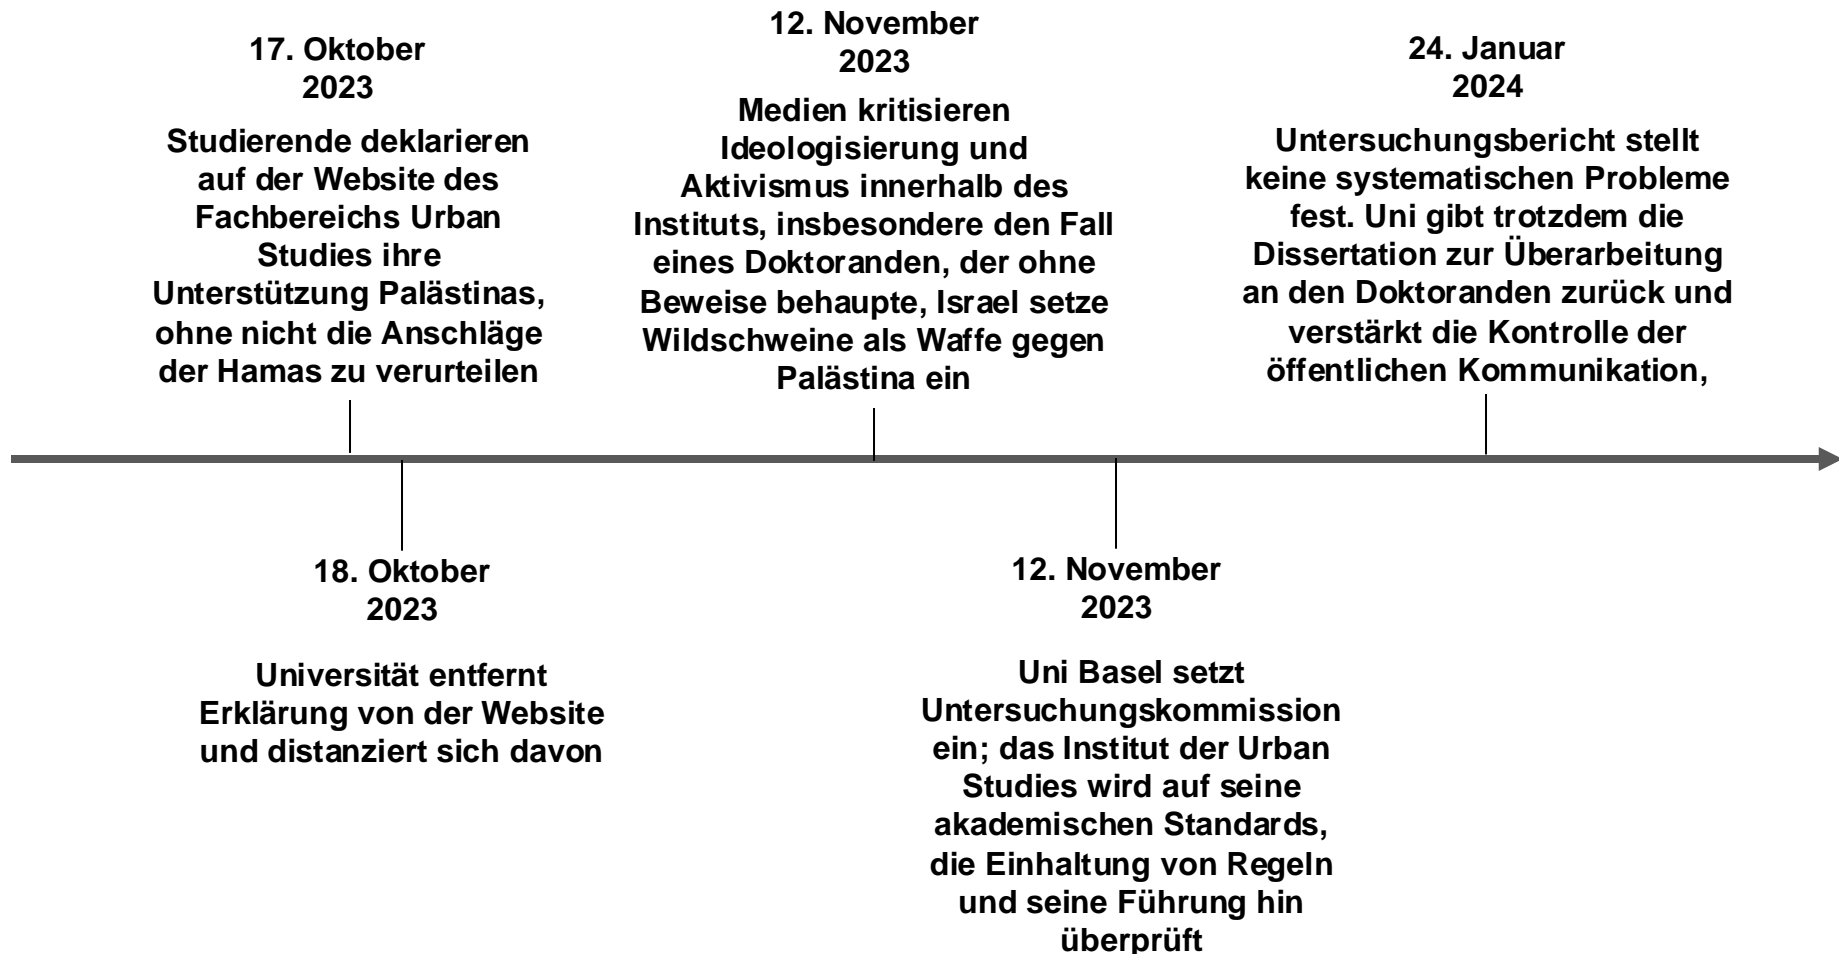 17. Oktober
2023
Studierende deklarieren
auf der Website des
Fachbereichs Urban
Studies ihre
Unterstützung Palästinas,
ohne nicht die Anschläge
der Hamas zu verurteilen
18. Oktober
2023
Universität entfernt
Erklärung von der Website
und distanziert sich davon
12. November
2023
Medien kritisieren
Ideologisierung und
Aktivismus innerhalb des
Instituts, insbesondere den Fall
eines Doktoranden, der ohne
Beweise behaupte, Israel setze
Wildschweine als Waffe gegen
Palästina ein
12. November
2023
Uni Basel setzt
Untersuchungskommission
ein; das Institut der Urban
Studies wird auf seine
akademischen Standards,
die Einhaltung von Regeln
und seine Führung hin
überprüft
24. Januar
2024
Untersuchungsbericht stellt
keine systematischen Probleme
fest. Uni gibt trotzdem die
Dissertation zur Überarbeitung
an den Doktoranden zurück und
verstärkt die Kontrolle der
öffentlichen Kommunikation,